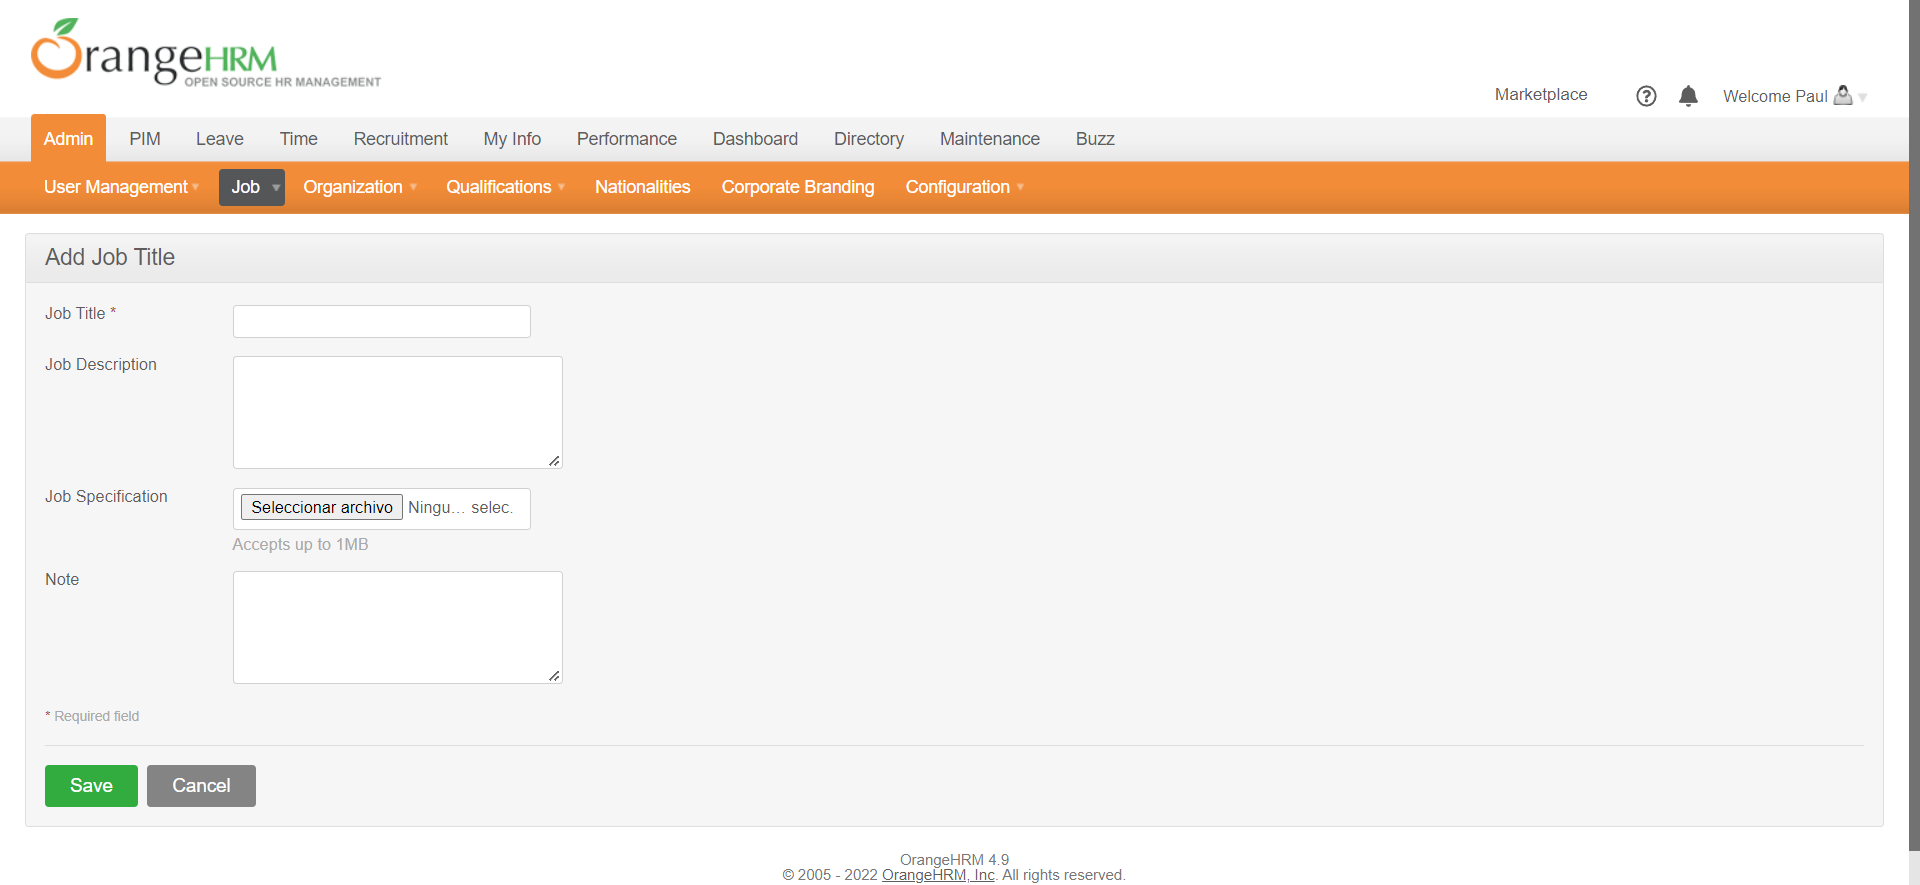 OrangeHRM
OPEN SOURCE HR MANAGEMENT
Marketplace
Welcome Paul
Admin PIM Leave Time Recruitment My Info Performance Dashboard Directory Maintenance Buzz
User Management Job Organization Qualifications Nationalities Corporate Branding Configuration
Add Job Title
Job Title *
Job Description
Job Specification
Seleccionar archivo Ningu… selec.
Accepts up to 1MB
Note
* Required field
Save Cancel
OrangeHRM 4.9
© 2005 - 2022 OrangeHRM, Inc. All rights reserved.